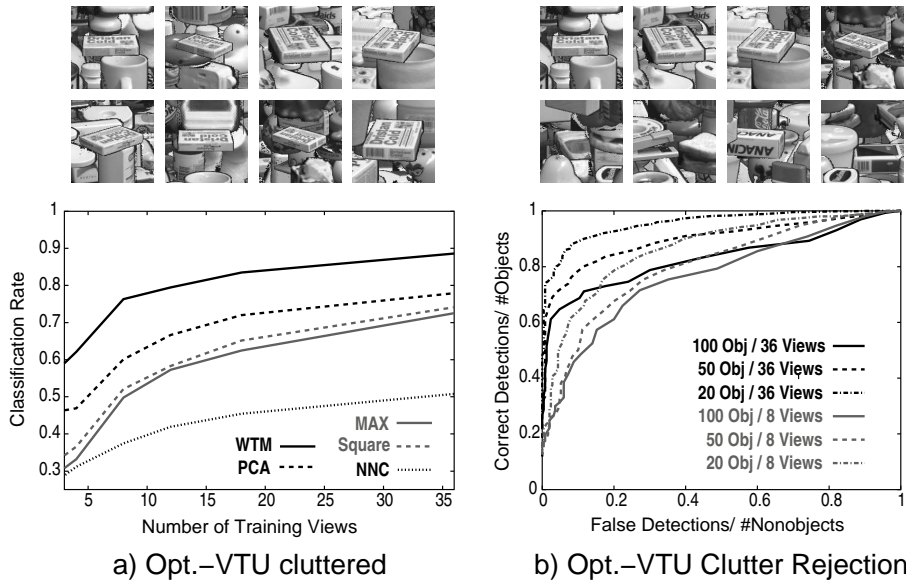 1
0.9
0.8
0.7
0.6
0.5
0.4
0.3
Classification Rate
5
10
15
20
25
30
35
Number of Training Views
MAX
WTM
Square
PCA
NNC
a) Opt.−VTU cluttered
1
0.8
0.6
0.4
0.2
0
Correct Detections/ #Objects
0
0.2
0.4
0.6
0.8
1
False Detections/ #Nonobjects
100 Obj / 36 Views
50 Obj / 36 Views
20 Obj / 36 Views
100 Obj / 8 Views
50 Obj / 8 Views
20 Obj / 8 Views
b) Opt.−VTU Clutter Rejection
ANACIN